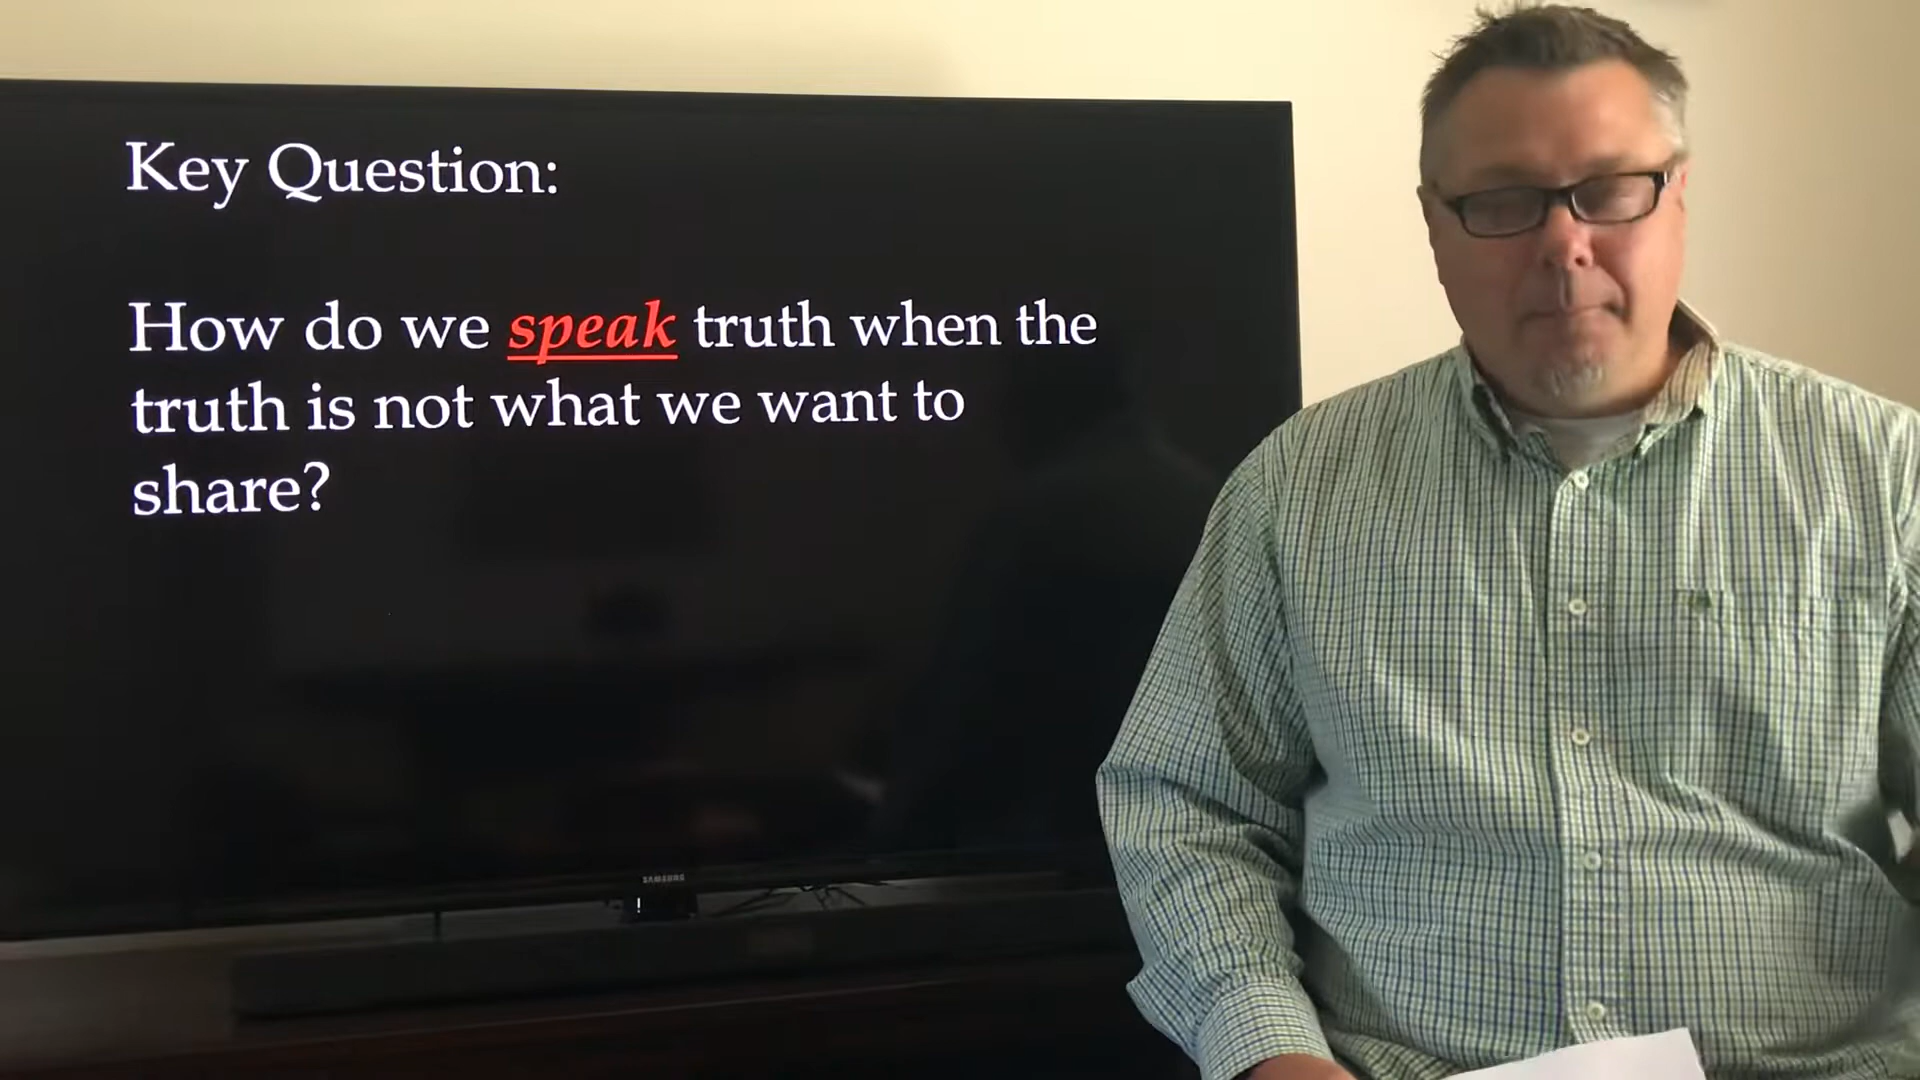 Key Question:
How do we speak truth when the
truth is not what we want to
share?
SAMSUNG